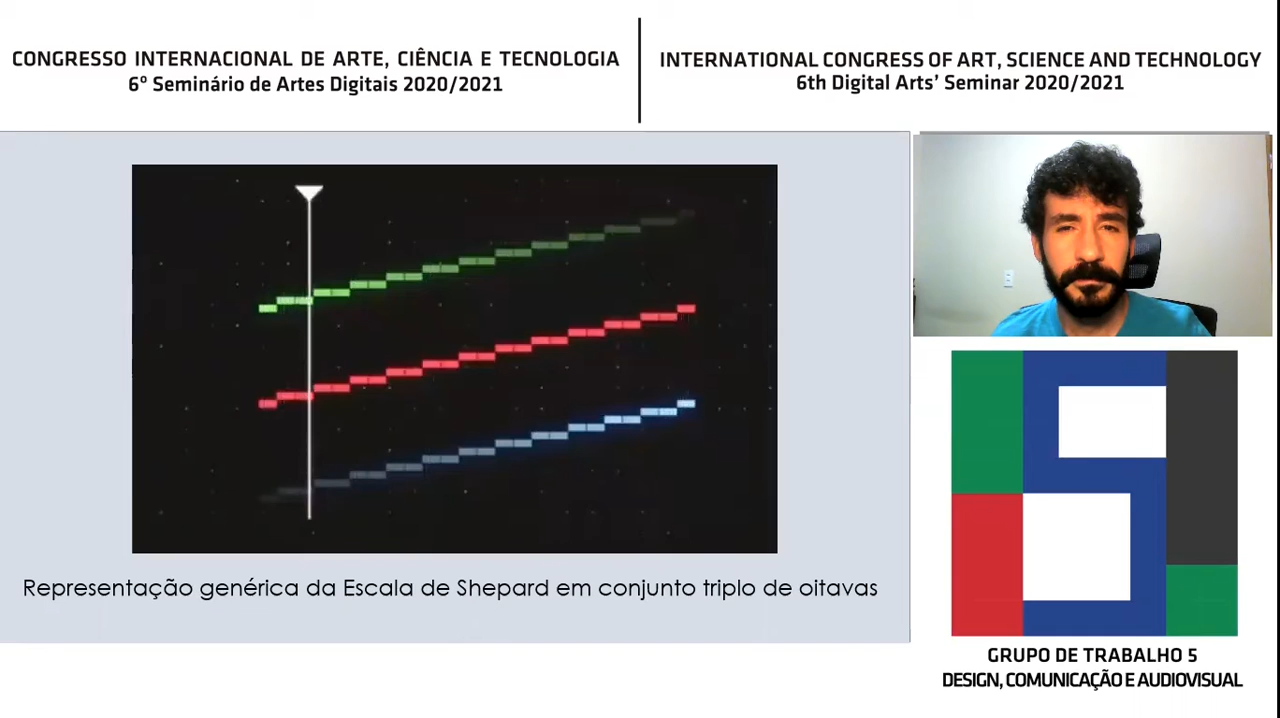 CONGRESSO INTERNACIONAL DE ARTE, CIÊNCIA E TECNOLOGIA
6º Seminário de Artes Digitais 2020/2021
INTERNATIONAL CONGRESS OF ART, SCIENCE AND TECHNOLOGY
6th Digital Arts’ Seminar 2020/2021
Representação genérica da Escala de Shepard em conjunto triplo de oitavas
GRUPO DE TRABALHO 5
DESIGN, COMUNICAÇÃO E AUDIOVISUAL